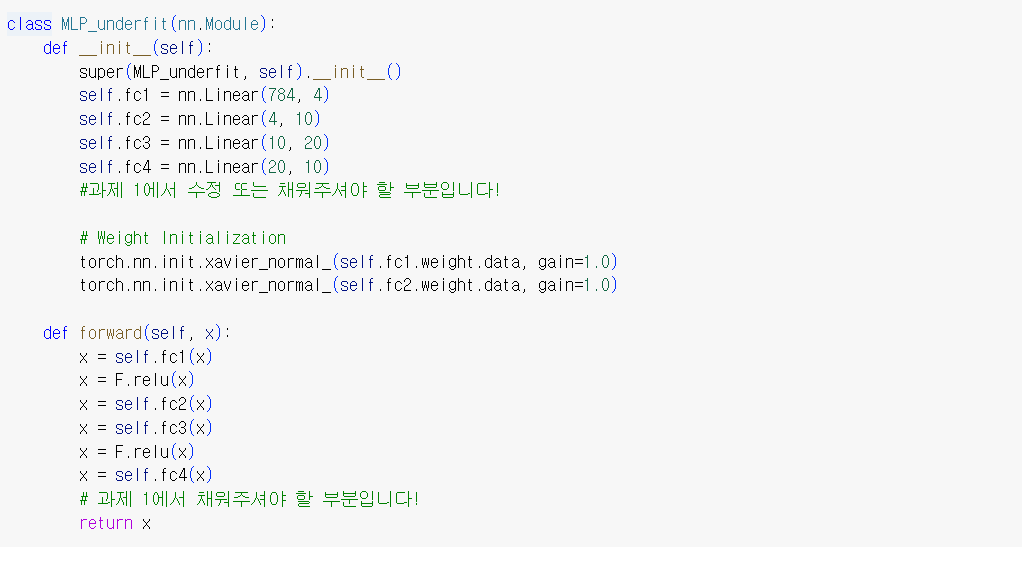 class MLP_underfit(nn.Module):
    def __init__(self):
        super(MLP_underfit, self).__init__()
        self.fc1 = nn.Linear(784, 4)
        self.fc2 = nn.Linear(4, 10)
        self.fc3 = nn.Linear(10, 20)
        self.fc4 = nn.Linear(20, 10)
        #과제 1에서 수정 또는 채워주셔야 할 부분입니다!

        # Weight Initialization
        torch.nn.init.xavier_normal_(self.fc1.weight.data, gain=1.0)
        torch.nn.init.xavier_normal_(self.fc2.weight.data, gain=1.0)

    def forward(self, x):
        x = self.fc1(x)
        x = F.relu(x)
        x = self.fc2(x)
        x = self.fc3(x)
        x = F.relu(x)
        x = self.fc4(x)
        # 과제 1에서 채워주셔야 할 부분입니다!
        return x